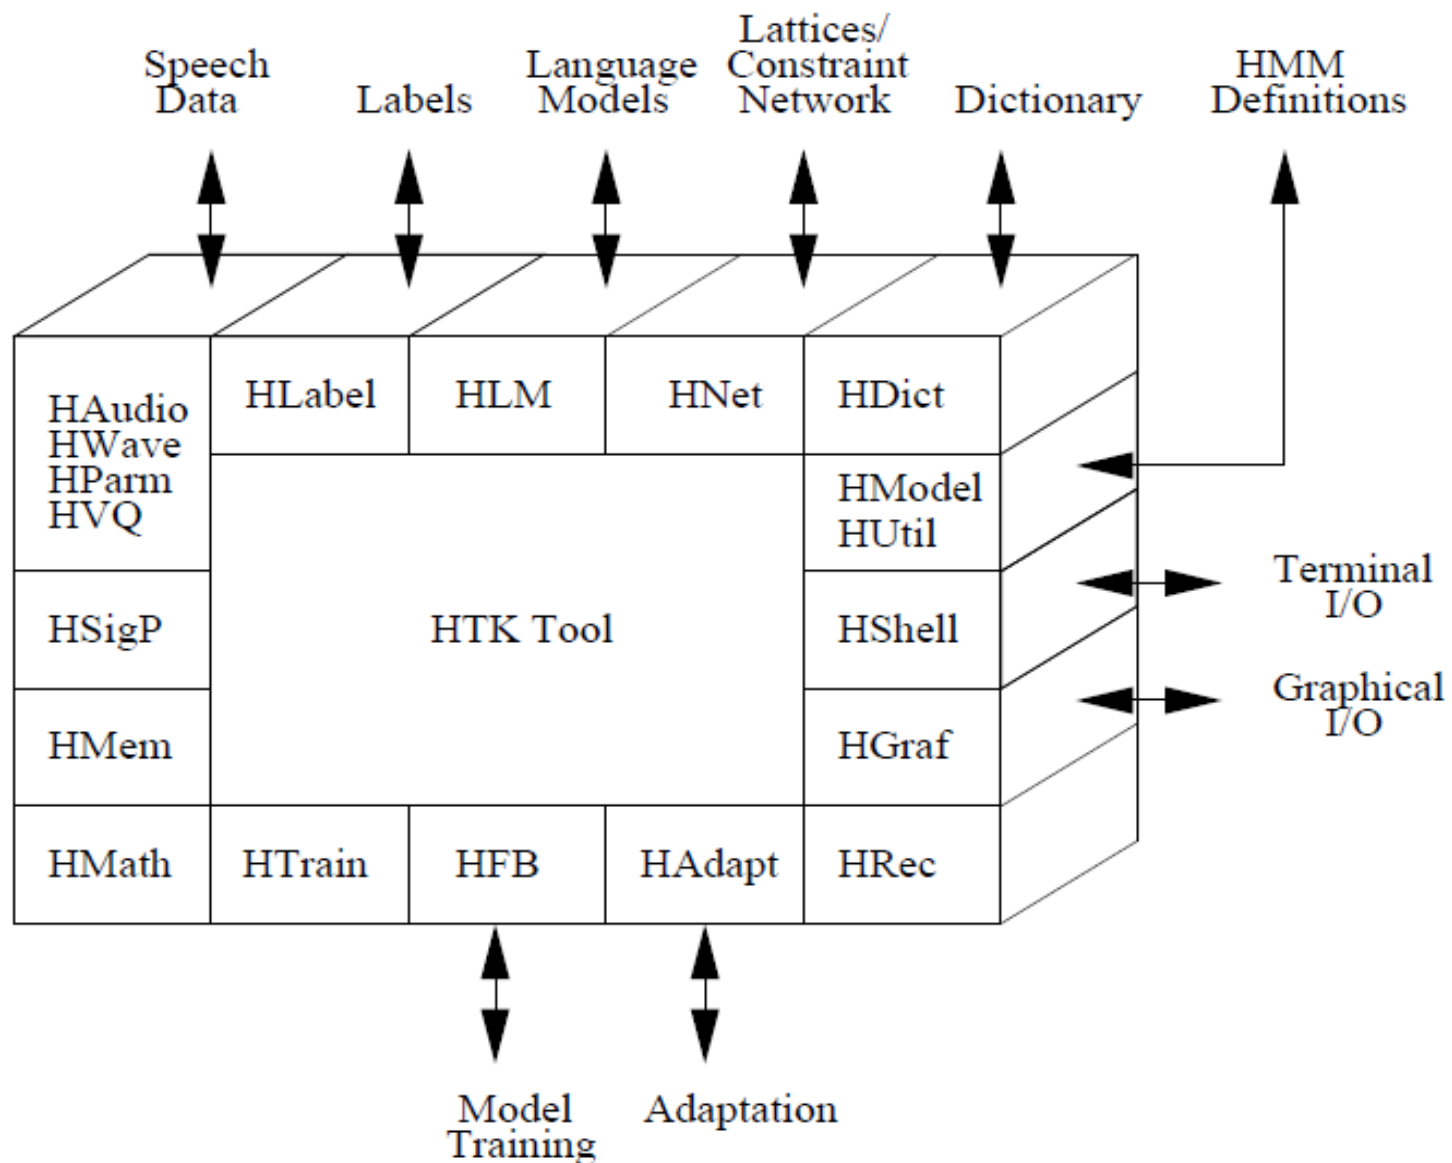 Speech
Data
Labels
Language
Models
Lattices/
Constraint
Network
Dictionary
HMM
Definitions
HAudio
HWave
HParm
HVQ
HLabel
HLM
HNet
HDict
HModel
HUtil
HSigP
HTK Tool
HShell
Terminal
I/O
HMem
HGraf
Graphical
I/O
HMath
HTrain
HFB
HAdapt
HRec
Model
Training
Adaptation